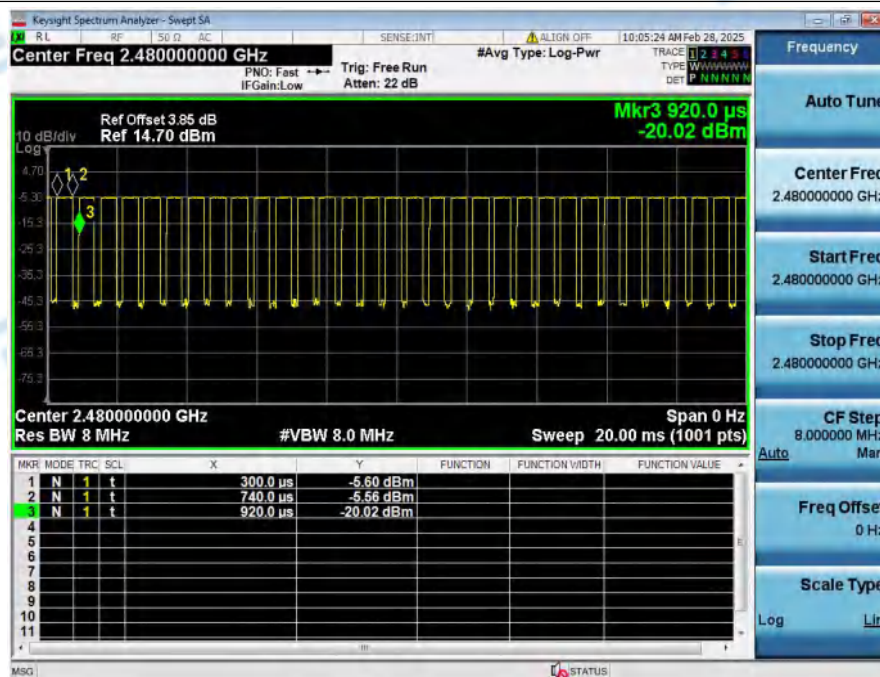 Keysight Spectrum Analyzer - Swept SA
RL RF 50 Ω AC SENSE:INT ALIGN OFF 10:05:24 AM Feb 28, 2025
Center Freq 2.480000000 GHz
PNO: Fast
IFGain:Low
Trig: Free Run
Atten: 22 dB
#Avg Type: Log-Pwr
TRACE 1 2 3 4 5 6
TYPE WWWWWW
DET P N N N N N
Ref Offset 3.85 dB
10 dB/div Ref 14.70 dBm
Log
Mkr3 920.0 µs
-20.02 dBm
4.70
-5.30
-15.3
-25.3
-35.3
-45.3
-55.3
-65.3
-75.3
1 2
3
Center 2.480000000 GHz Span 0 Hz
Res BW 8 MHz #VBW 8.0 MHz Sweep 20.00 ms (1001 pts)
MKR MODE TRC SCL X Y FUNCTION FUNCTION WIDTH FUNCTION VALUE
1 N 1 t 300.0 µs -5.60 dBm
2 N 1 t 740.0 µs -5.56 dBm
3 N 1 t 920.0 µs -20.02 dBm
4
5
6
7
8
9
10
11
MSG STATUS
Frequency
Auto Tune
Center Freq
2.480000000 GHz
Start Freq
2.480000000 GHz
Stop Freq
2.480000000 GHz
CF Step
8.000000 MHz
Auto Man
Freq Offset
0 Hz
Scale Type
Log Lin